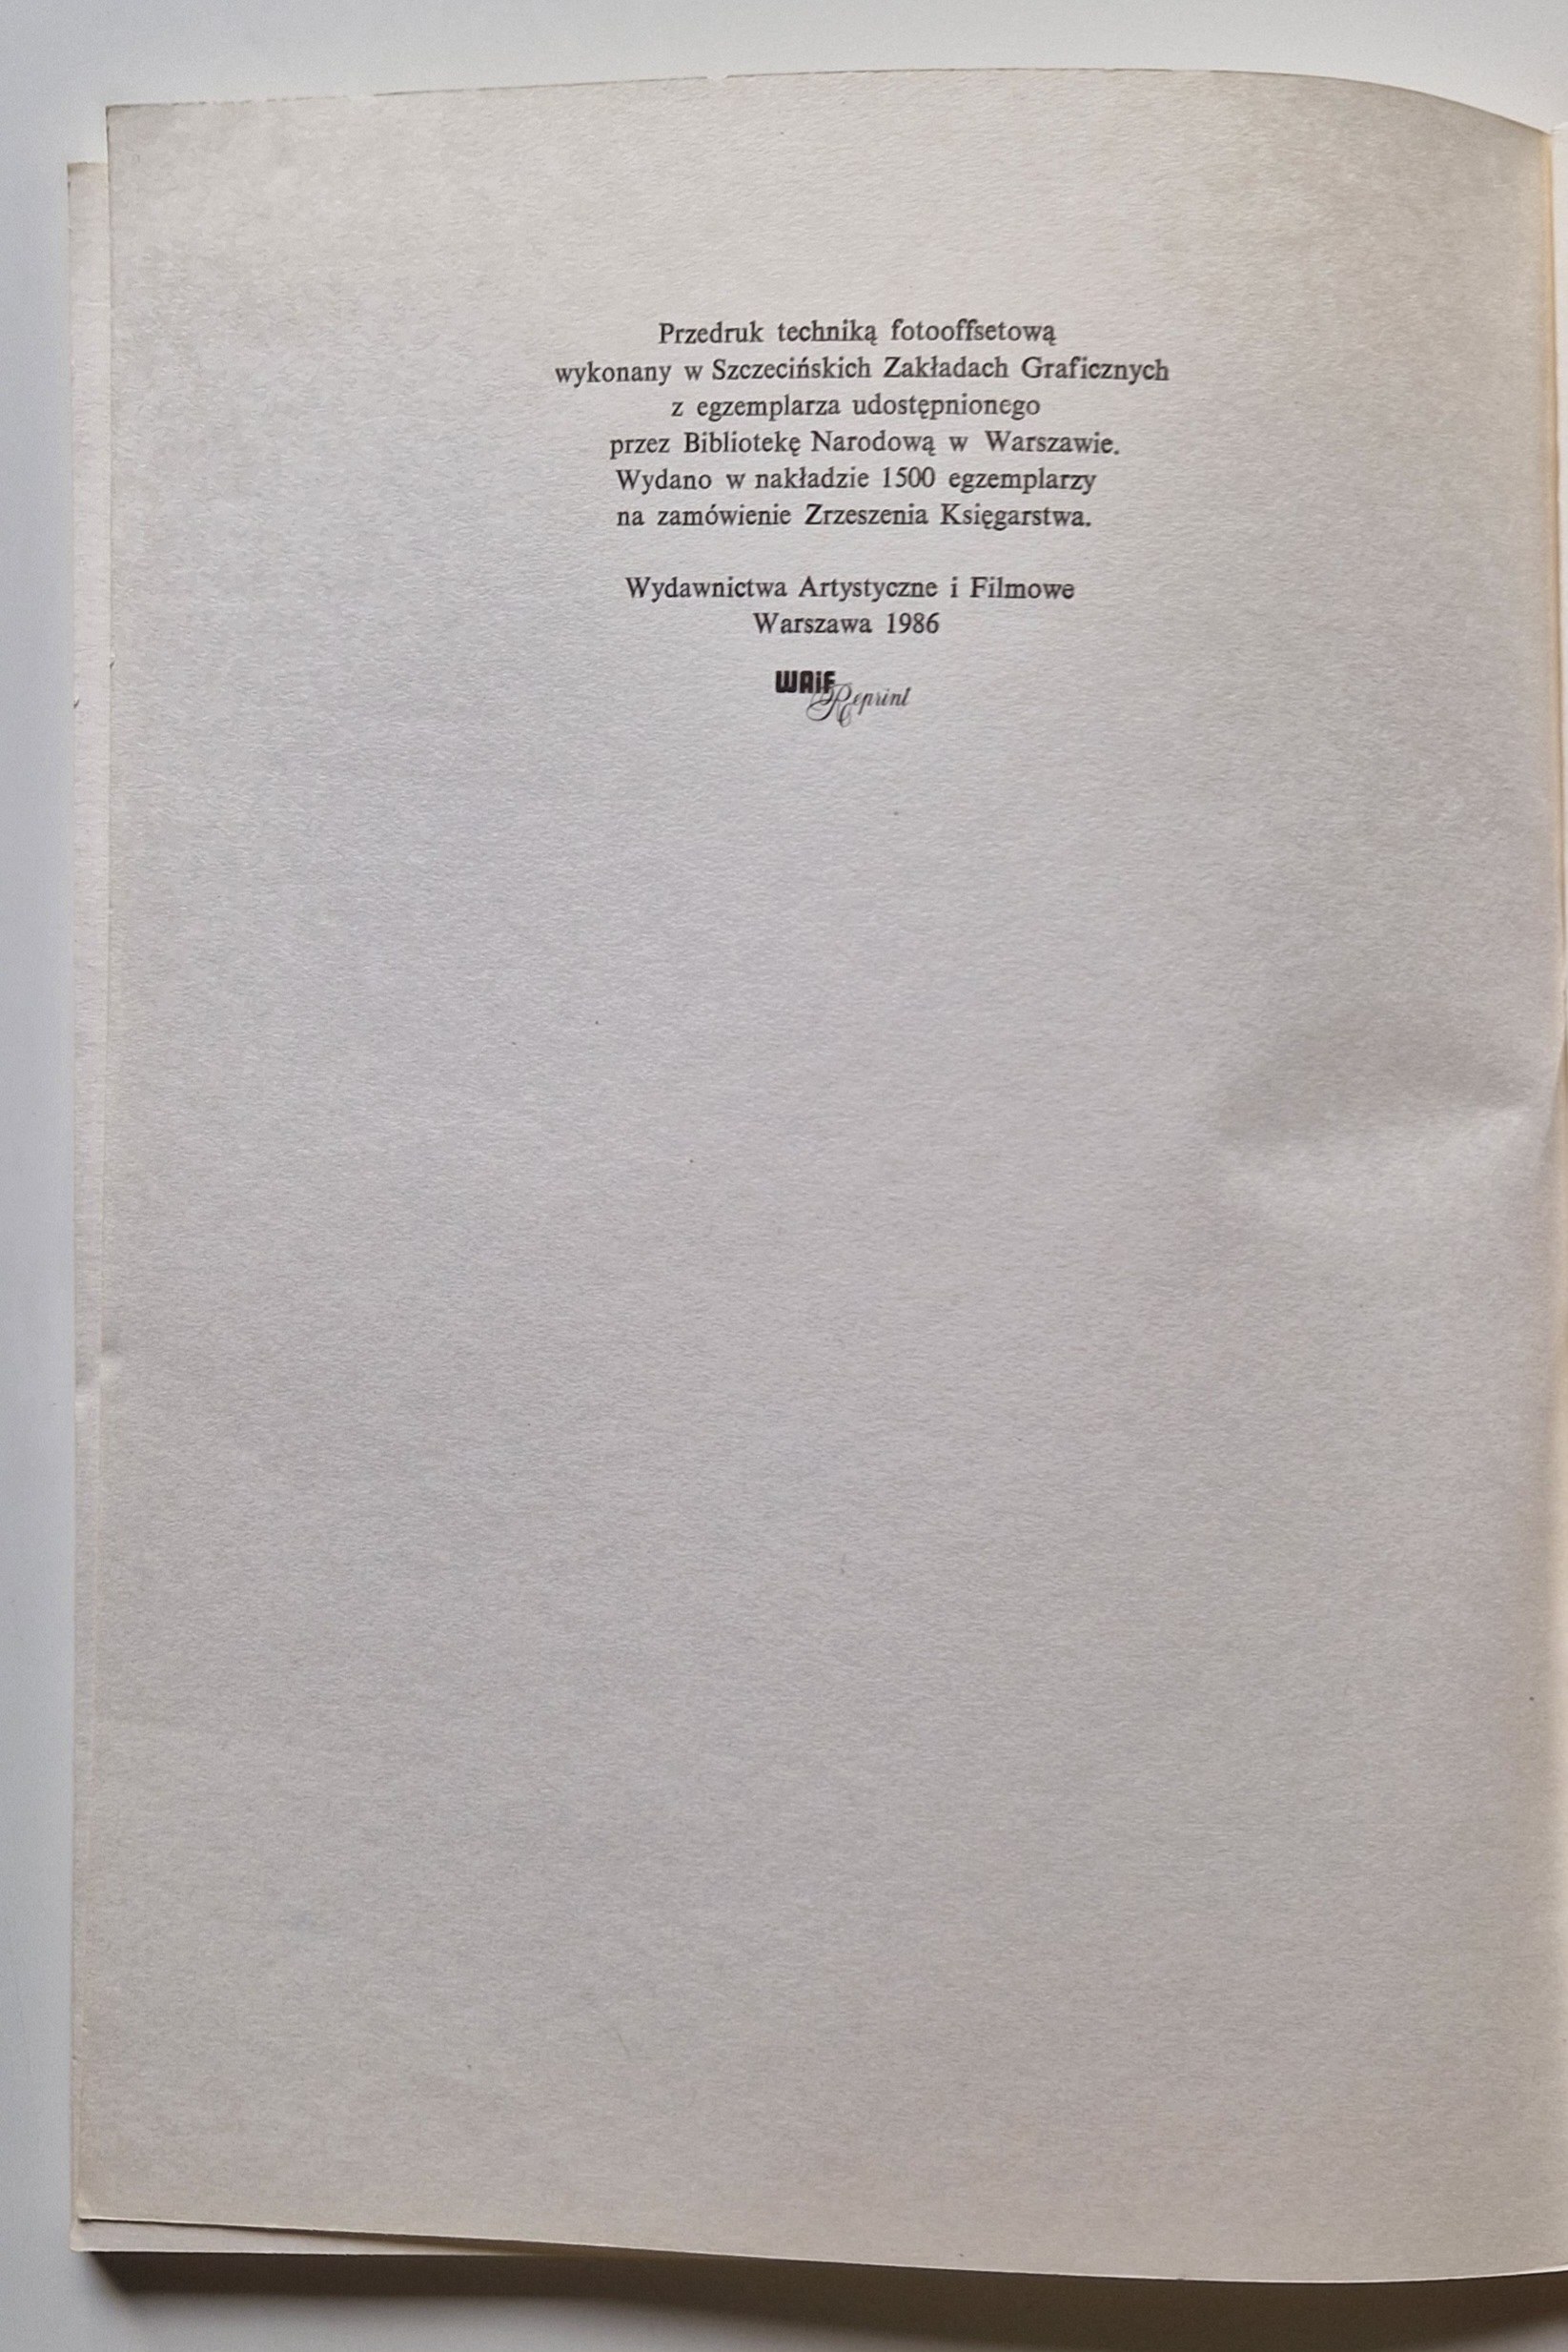 Przedruk techniką fotooffsetową
wykonany w Szczecińskich Zakładach Graficznych
z egzemplarza udostępnionego
przez Bibliotekę Narodową w Warszawie.
Wydano w nakładzie 1500 egzemplarzy
na zamówienie Zrzeszenia Księgarstwa.
Wydawnictwa Artystyczne i Filmowe
Warszawa 1986
WAiF Reprint